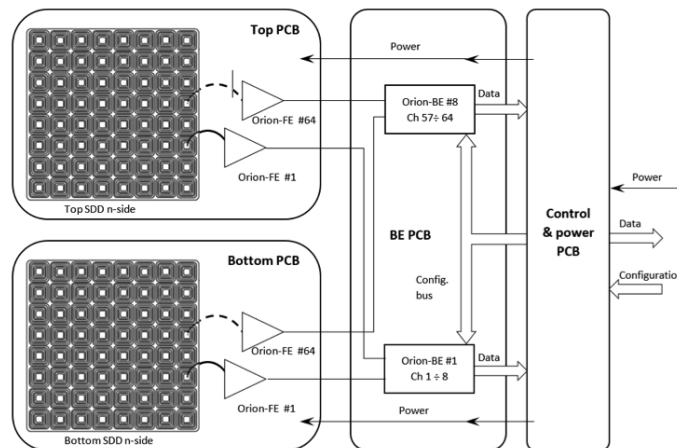 Top PCB
Orion-FE #64
Orion-FE #1
Top SDD n-side
Bottom PCB
Orion-FE #64
Orion-FE #1
Bottom SDD n-side
Power
Orion-BE #8
Ch 57÷ 64
Data
BE PCB
Config.
bus
Orion-BE #1
Ch 1 ÷ 8
Data
Power
Control
& power
PCB
Power
Data
Configuration